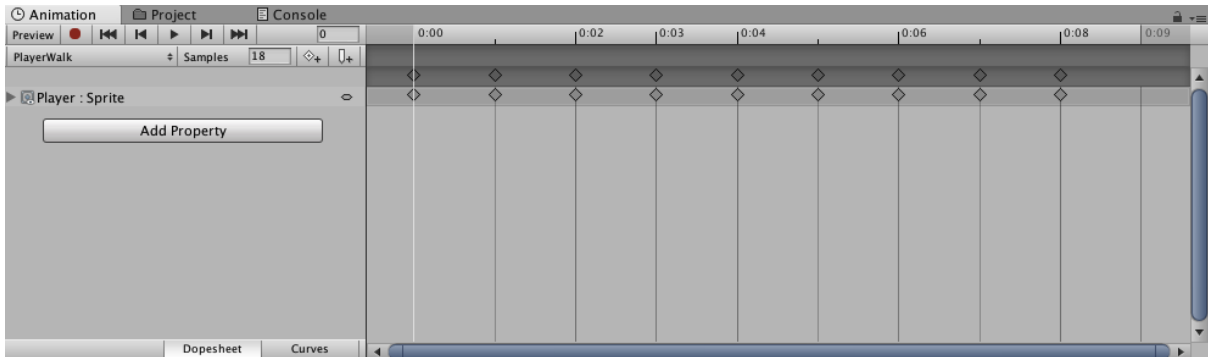 Animation Project Console
Preview 0 0:00 0:02 0:03 0:04 0:06 0:08 0:09
PlayerWalk Samples 18
Player : Sprite
Add Property
Dopesheet Curves